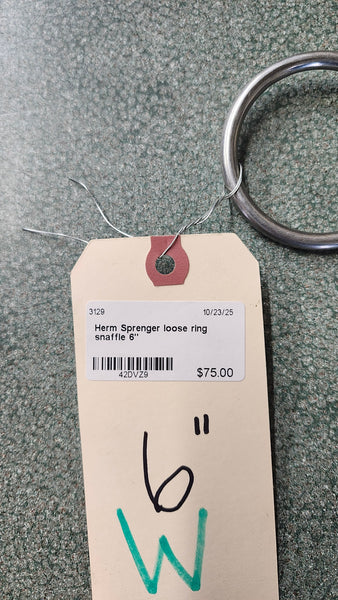 3129 10/23/25
Herm Sprenger loose ring
snaffle 6"
42DVZ9 $75.00
6"
W